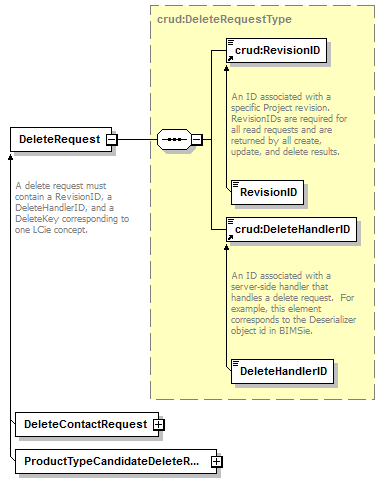 crud:DeleteRequestType
crud:RevisionID
An ID associated with a
specific Project revision.
RevisionIDs are required for
all read requests and are
returned by all create,
update, and delete results.
DeleteRequest
A delete request must
contain a RevisionID, a
DeleteHandlerID, and a
DeleteKey corresponding to
one LCie concept.
RevisionID
crud:DeleteHandlerID
An ID associated with a
server-side handler that
handles a delete request. For
example, this element
corresponds to the Deserializer
object id in BIMSie.
DeleteHandlerID
DeleteContactRequest
ProductTypeCandidateDeleteR...